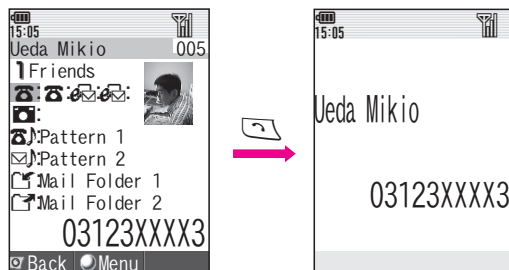 15:05
Ueda Mikio 005
1 Friends
: : : :
:
:Pattern 1
:Pattern 2
:Mail Folder 1
:Mail Folder 2
03123XXXX3
Back Menu
15:05
Ueda Mikio
03123XXXX3